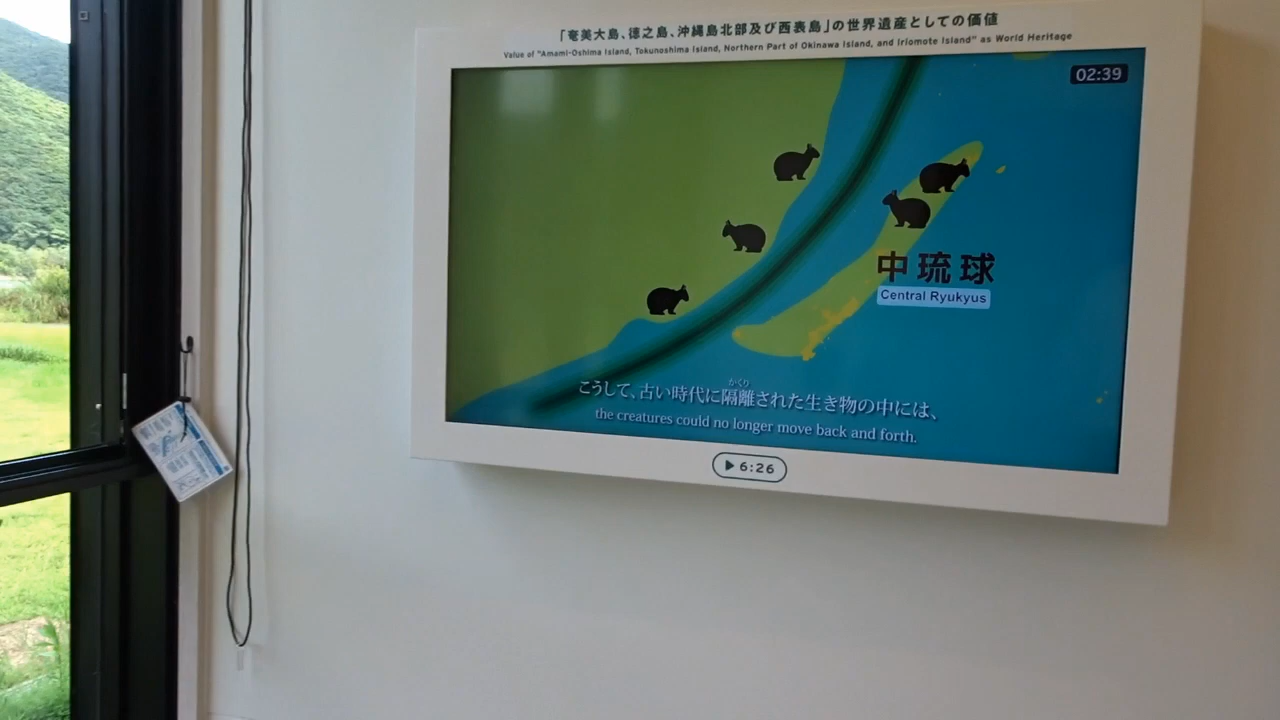 「奄美大島、徳之島、沖縄島北部及び西表島」の世界遺産としての価値
Value of "Amami-Oshima Island, Tokunoshima Island, Northern Part of Okinawa Island, and Iriomote Island" as World Heritage
02:39
中琉球
Central Ryukyus
かくり
こうして、古い時代に隔離された生き物の中には、
the creatures could no longer move back and forth.
6:26